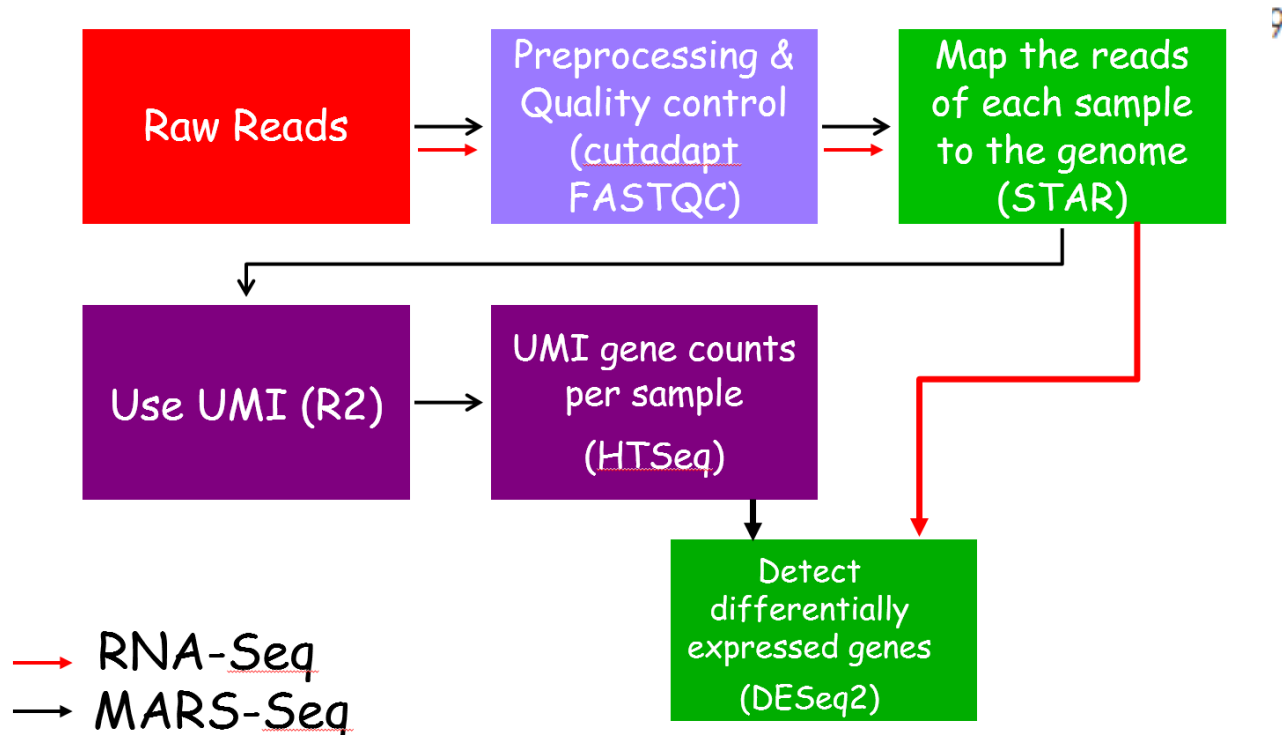 Raw Reads
Preprocessing &
Quality control
(cutadapt
FASTQC)
Map the reads
of each sample
to the genome
(STAR)
Use UMI (R2)
UMI gene counts
per sample
(HTSeq)
Detect
differentially
expressed genes
(DESeq2)
RNA-Seq
MARS-Seq